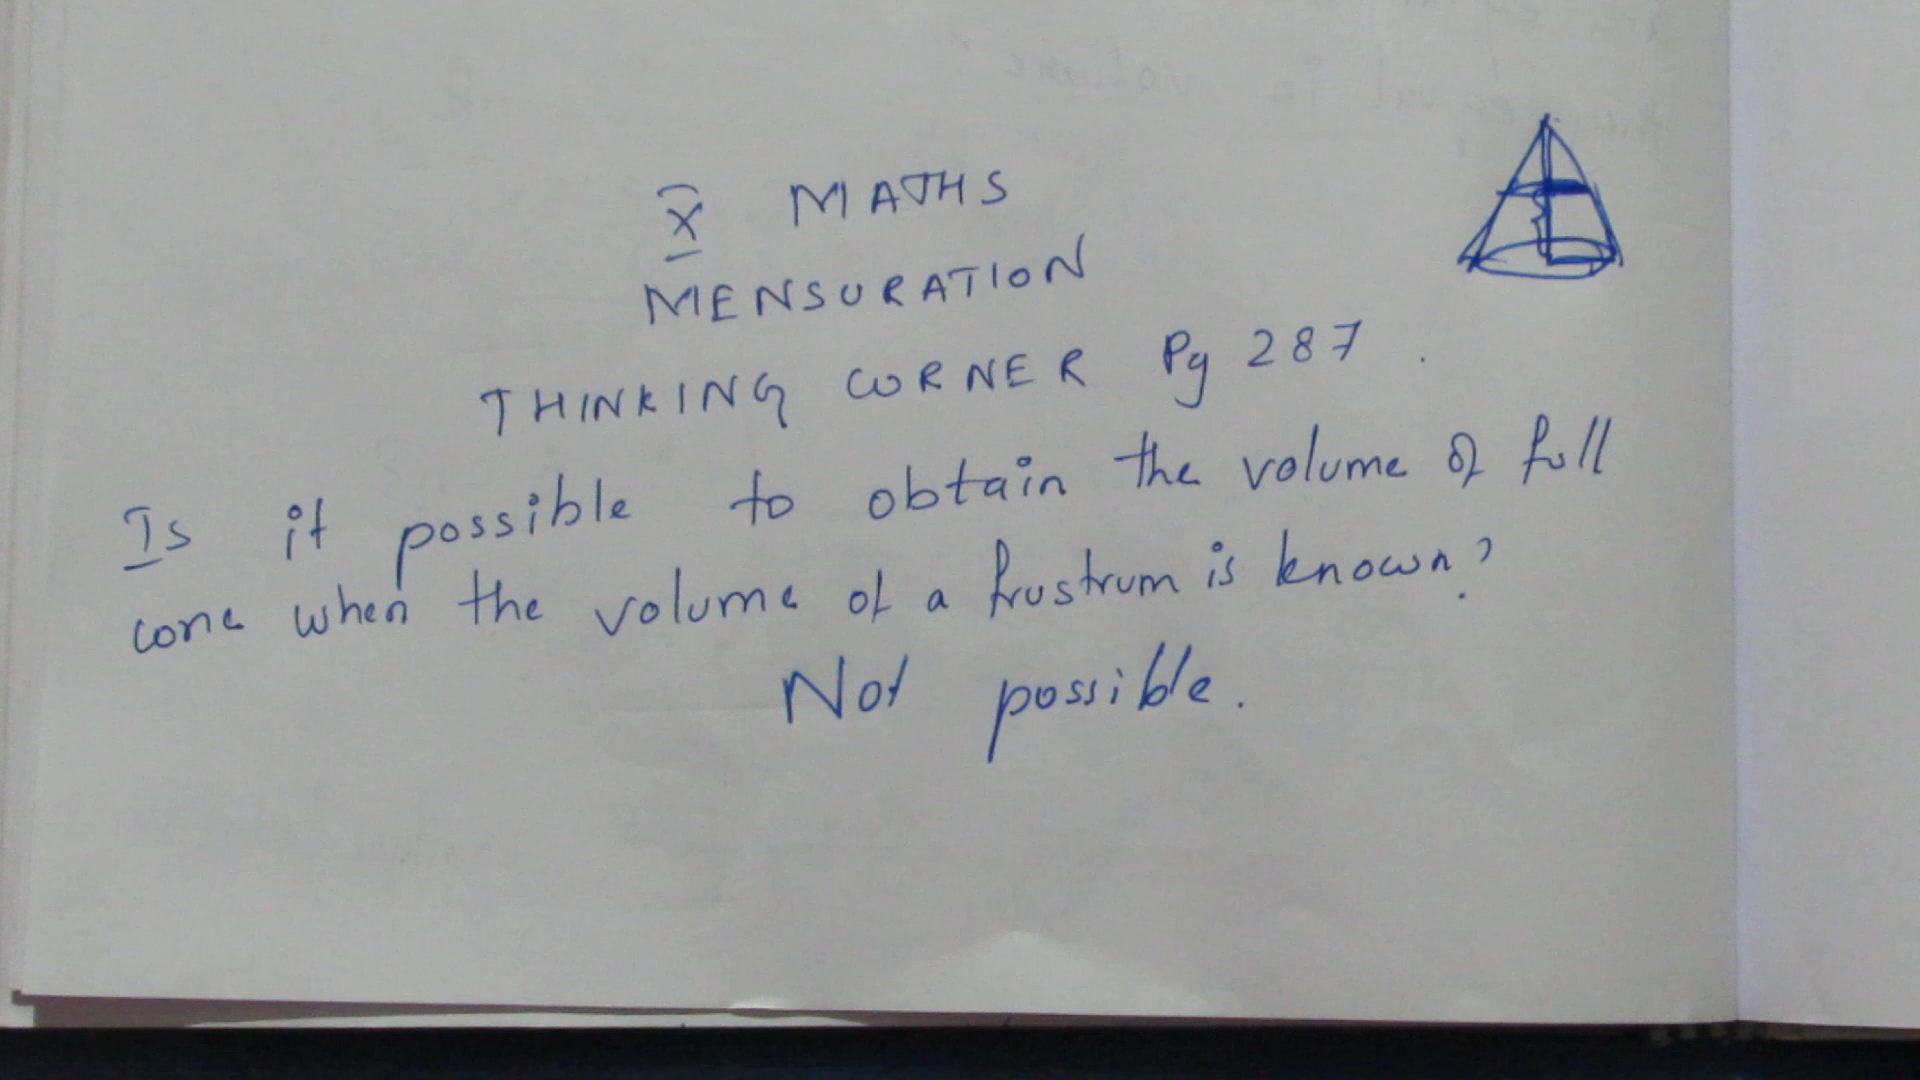 X MATHS
MENSURATION
THINKING CORNER Pg 287.
Is it possible to obtain the volume of full
cone when the volume of a frustrum is known?
Not possible.